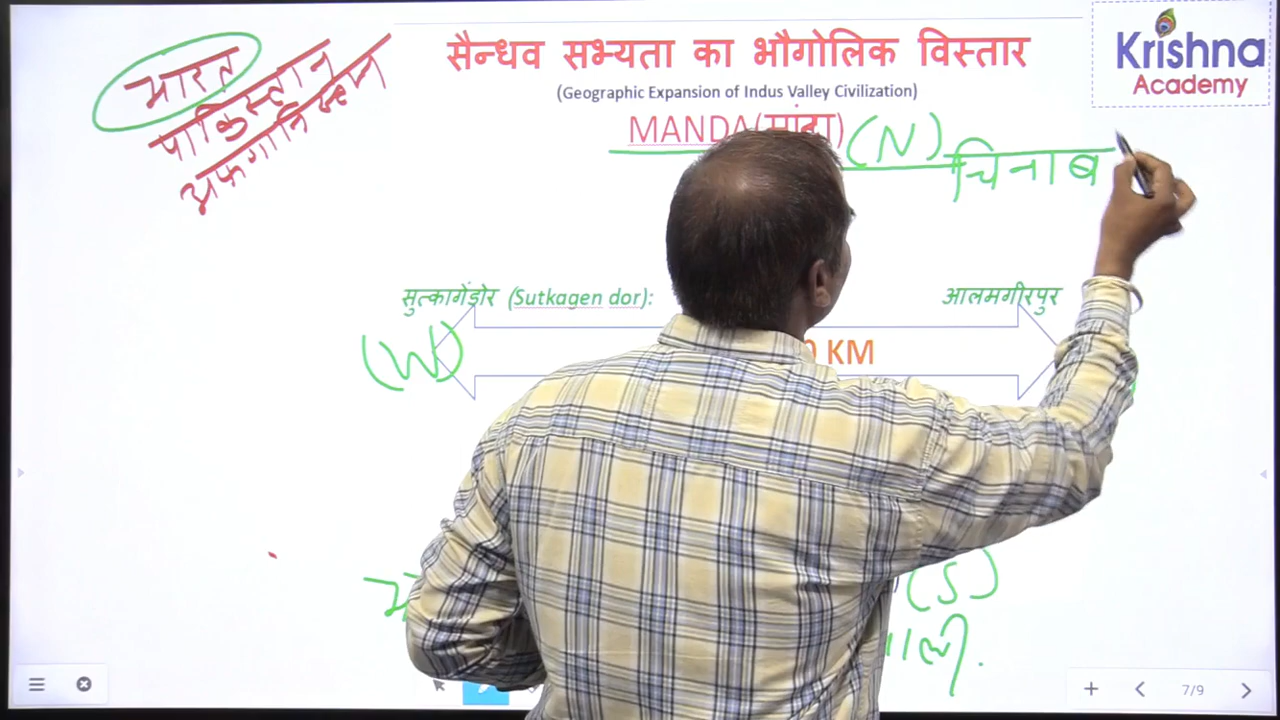 भारत
पाकिस्तान
अफगानिस्तान
सैन्धव सभ्यता का भौगोलिक विस्तार
(Geographic Expansion of Indus Valley Civilization)
Krishna
Academy
MANDA(मांडा) (N) चिनाब
सुत्कागेंड़ोर (Sutkagen dor): आलमगीरपुर
(W) KM
(S)
7/9